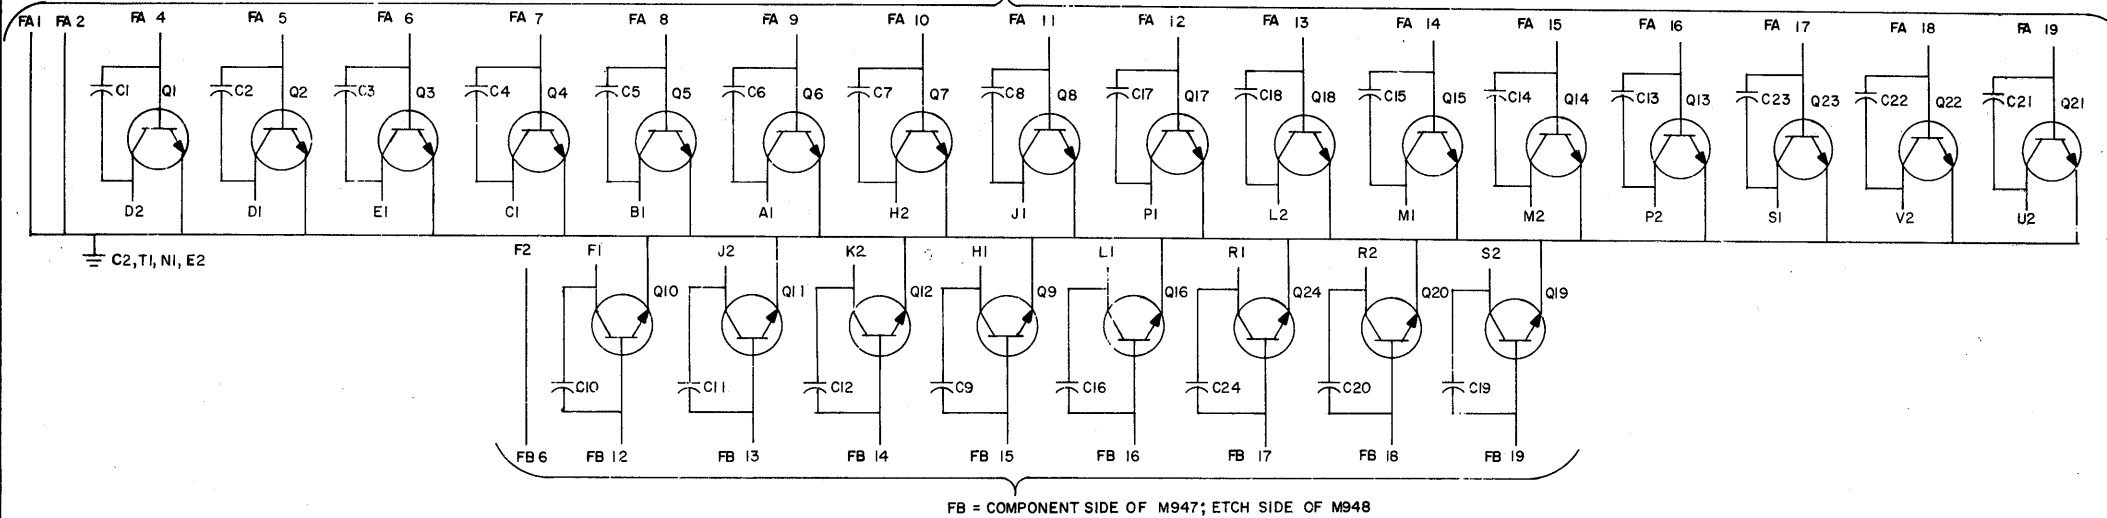 FA1 FA 2 FA 4 FA 5 FA 6 FA 7 FA 8 FA 9 FA 10 FA 11 FA 12 FA 13 FA 14 FA 15 FA 16 FA 17 FA 18 FA 19
C1 Q1 C2 Q2 C3 Q3 C4 Q4 C5 Q5 C6 Q6 C7 Q7 C8 Q8 C17 Q17 C18 Q18 C15 Q15 C14 Q14 C13 Q13 C23 Q23 C22 Q22 C21 Q21
D2 D1 E1 C1 B1 A1 H2 J1 P1 L2 M1 M2 P2 S1 V2 U2
C2, T1, N1, E2
F2 F1 J2 K2 H1 L1 R1 R2 S2
Q10 Q11 Q12 Q9 Q16 Q24 Q20 Q19
C10 C11 C12 C9 C16 C24 C20 C19
FB 6 FB 12 FB 13 FB 14 FB 15 FB 16 FB 17 FB 18 FB 19
FB = COMPONENT SIDE OF M947; ETCH SIDE OF M948